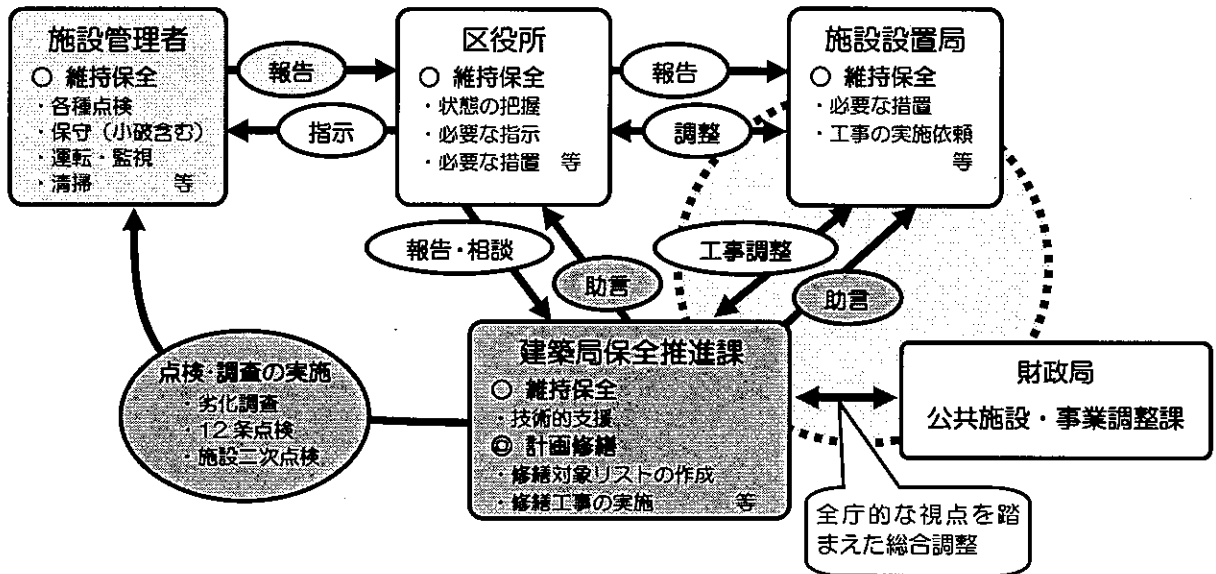 施設管理者
○ 維持保全
・各種点検
・保守（小破含む）
・運転・監視
・清掃　等
報告
指示
区役所
○ 維持保全
・状態の把握
・必要な指示
・必要な措置　等
報告
調整
施設設置局
○ 維持保全
・必要な措置
・工事の実施依頼
等
報告・相談
助言
工事調整
助言
点検・調査の実施
・劣化調査
・12条点検
・施設二次点検
建築局保全推進課
○ 維持保全
・技術的支援
◎ 計画修繕
・修繕対象リストの作成
・修繕工事の実施　等
財政局
公共施設・事業調整課
全庁的な視点を踏
まえた総合調整